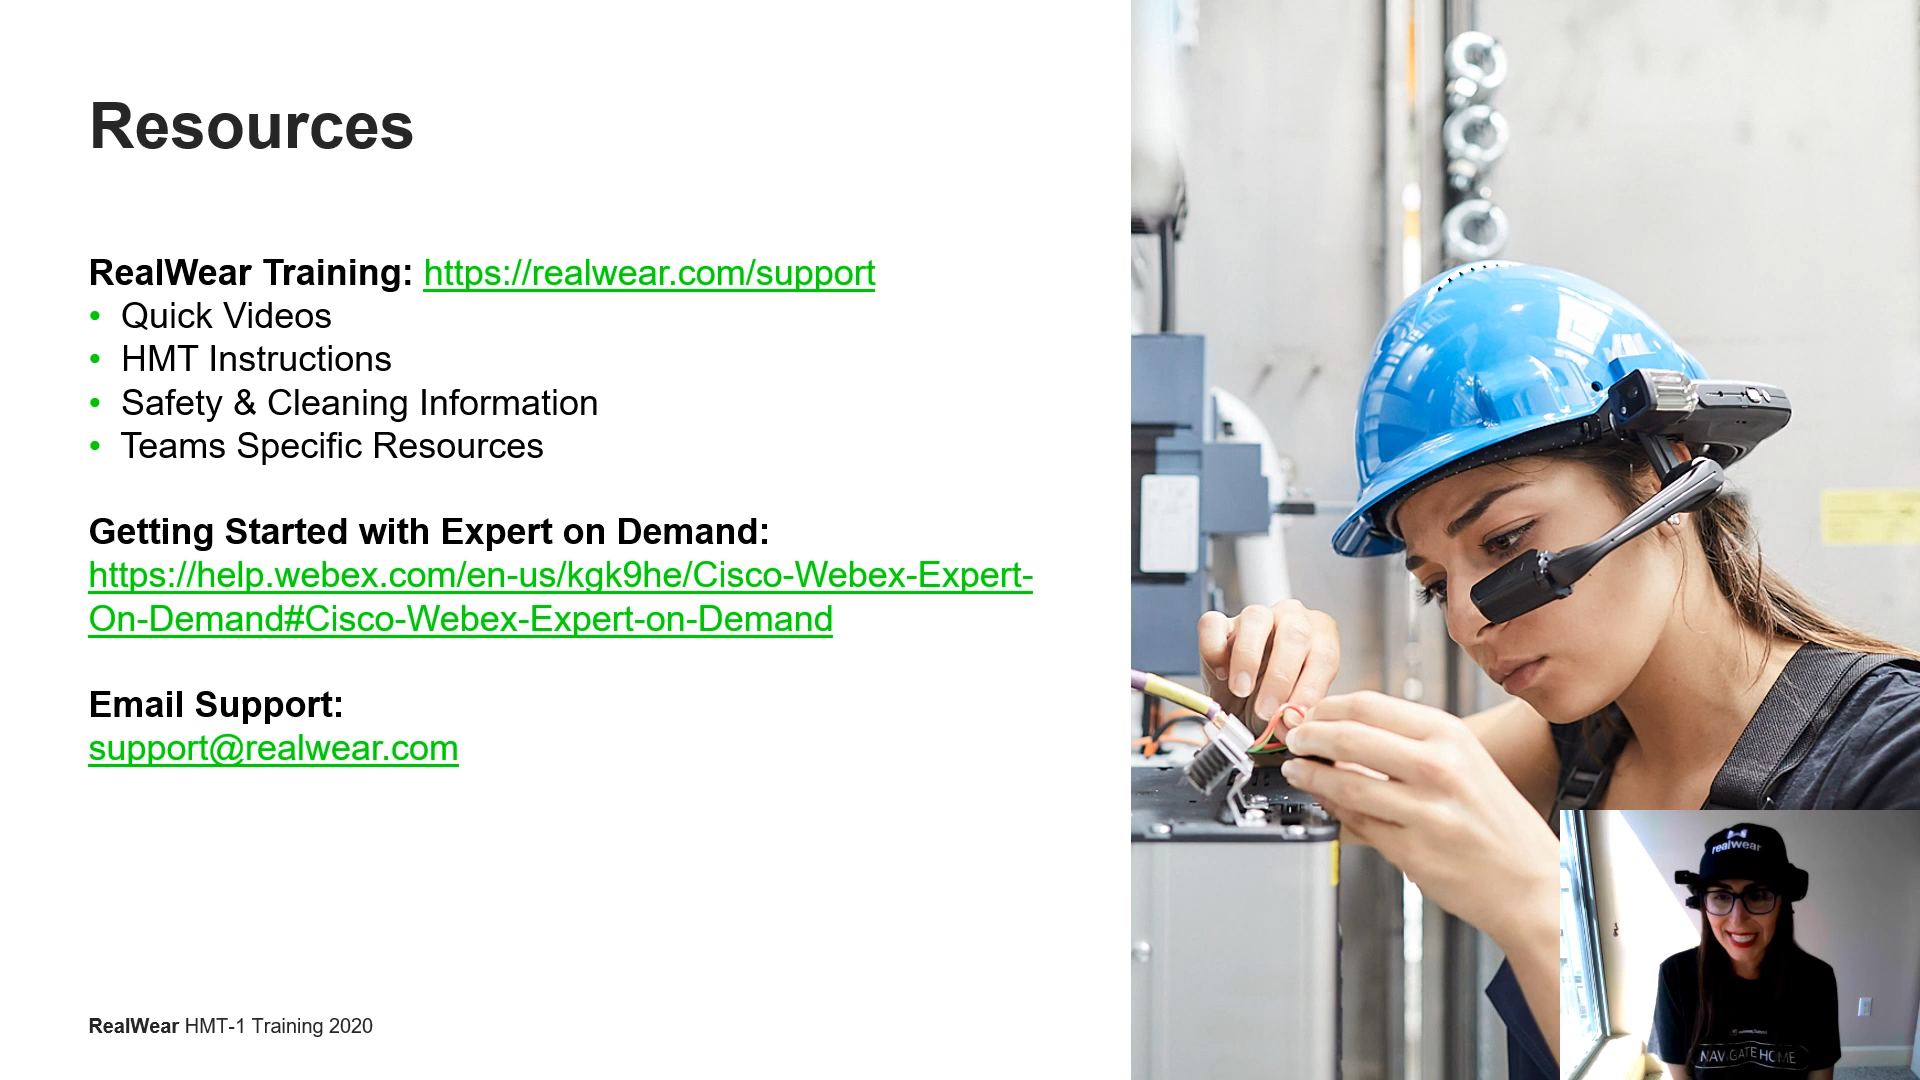 Resources
RealWear Training: https://realwear.com/support
• Quick Videos
• HMT Instructions
• Safety & Cleaning Information
• Teams Specific Resources
Getting Started with Expert on Demand:
https://help.webex.com/en-us/kgk9he/Cisco-Webex-Expert-
On-Demand#Cisco-Webex-Expert-on-Demand
Email Support:
support@realwear.com
RealWear HMT-1 Training 2020
realwear
NAVIGATE HOME